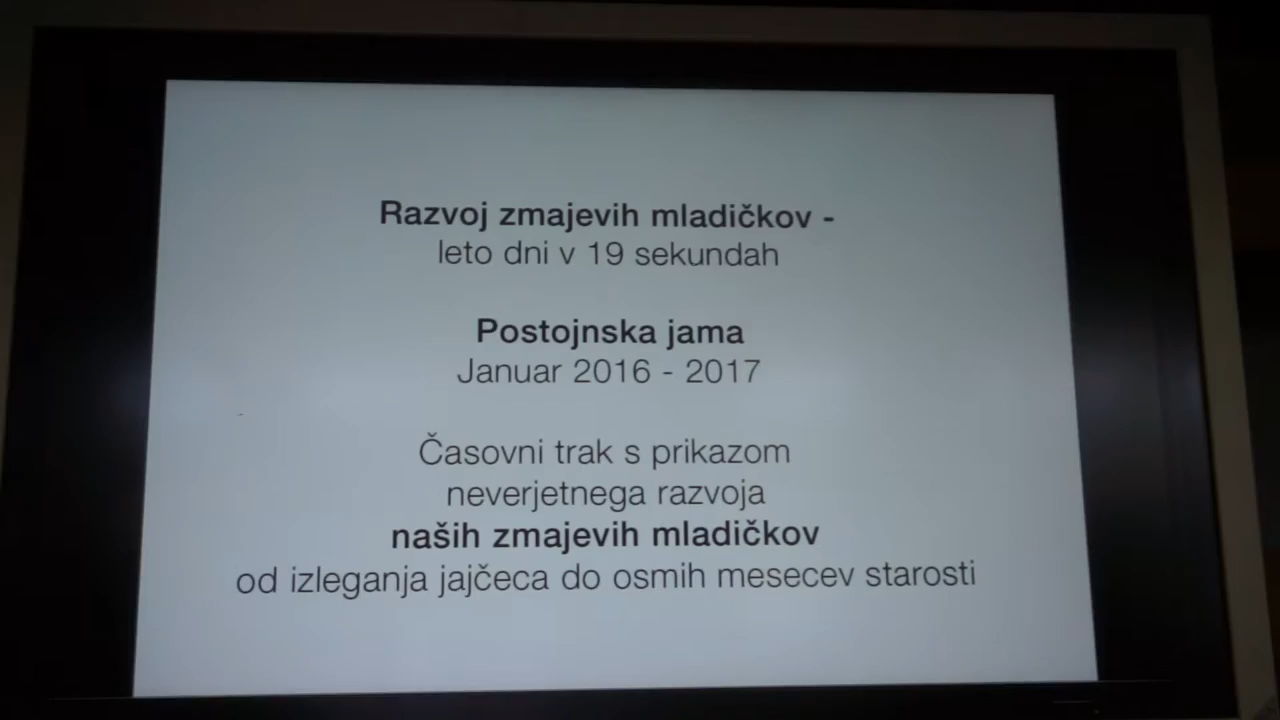 Razvoj zmajevih mladičkov -
leto dni v 19 sekundah
Postojnska jama
Januar 2016 - 2017
Časovni trak s prikazom
neverjetnega razvoja
naših zmajevih mladičkov
od izleganja jajčeca do osmih mesecev starosti